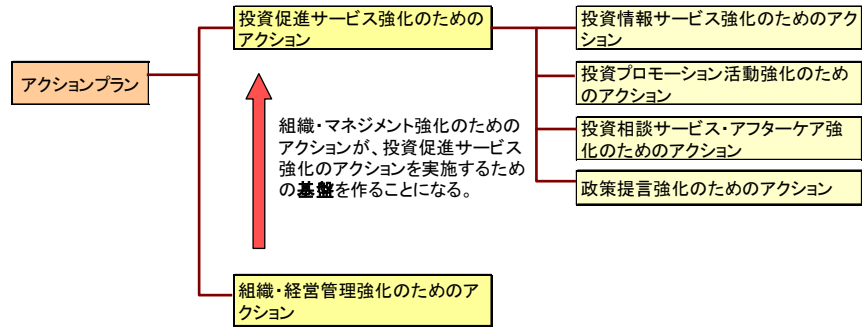 アクションプラン
投資促進サービス強化のための
アクション
組織・マネジメント強化のための
アクションが、投資促進サービス
強化のアクションを実施するため
の基盤を作ることになる。
組織・経営管理強化のためのア
クション
投資情報サービス強化のためのアク
ション
投資プロモーション活動強化のため
のアクション
投資相談サービス・アフターケア強
化のためのアクション
政策提言強化のためのアクション